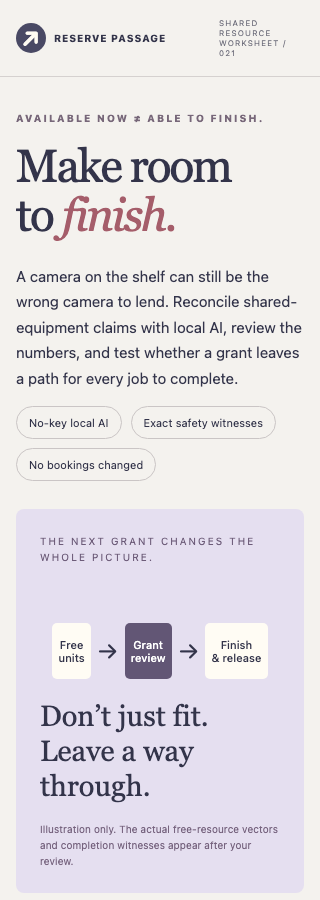 RESERVE PASSAGE
SHARED
RESOURCE
WORKSHEET /
021
AVAILABLE NOW ≠ ABLE TO FINISH.
Make room
to finish.
A camera on the shelf can still be the
wrong camera to lend. Reconcile shared-
equipment claims with local AI, review the
numbers, and test whether a grant leaves
a path for every job to complete.
No-key local AI
Exact safety witnesses
No bookings changed
THE NEXT GRANT CHANGES THE
WHOLE PICTURE.
Free
units
Grant
review
Finish
& release
Don’t just fit.
Leave a way
through.
Illustration only. The actual free-resource vectors
and completion witnesses appear after your
review.